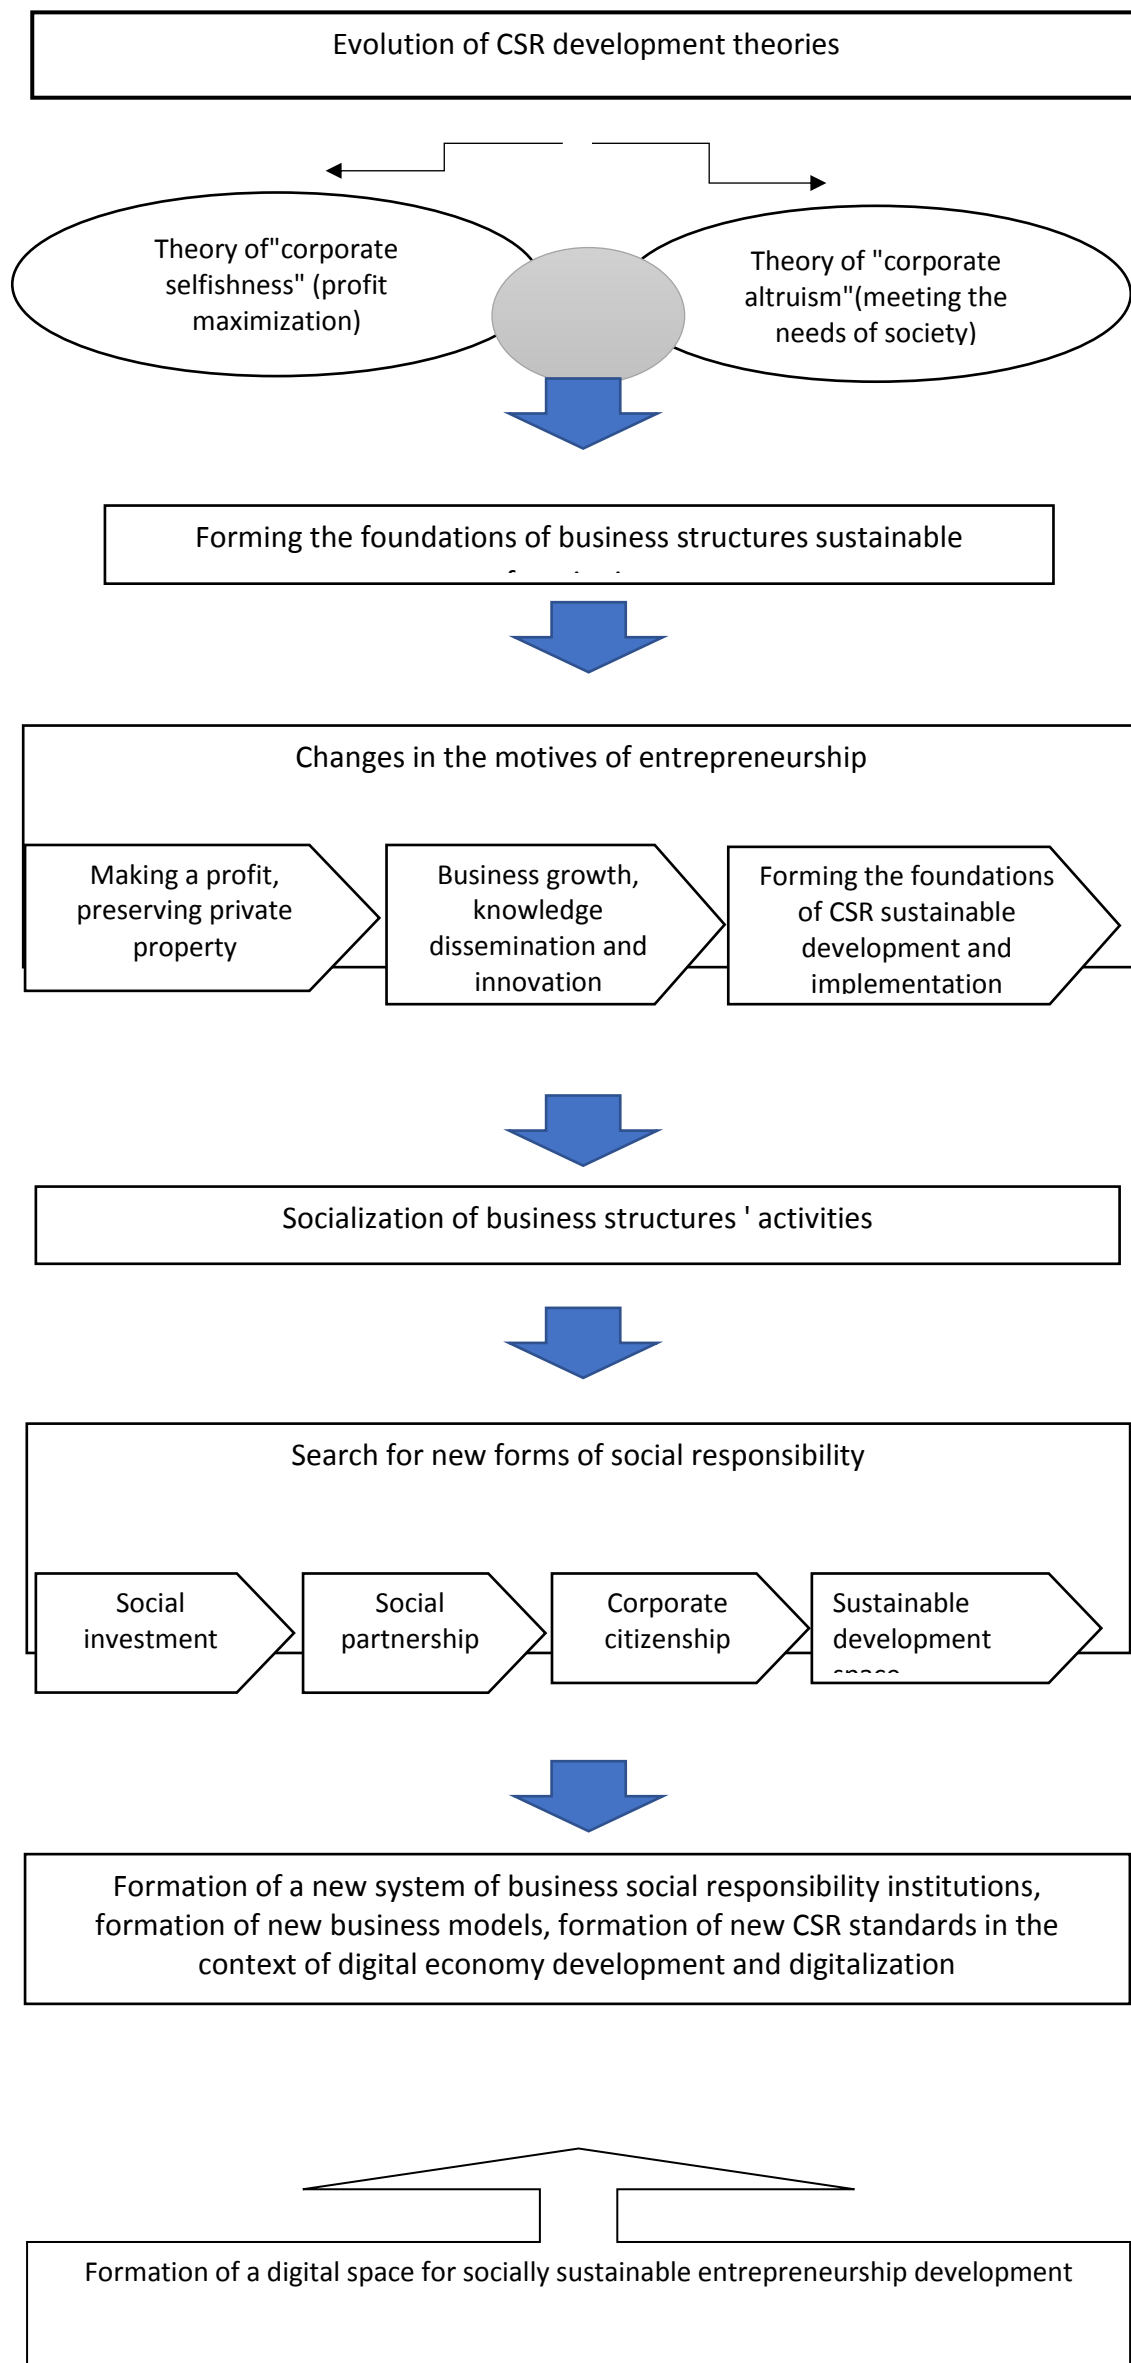 Evolution of CSR development theories
Theory of"corporate
selfishness" (profit
maximization)
Theory of "corporate
altruism"(meeting the
needs of society)
Forming the foundations of business structures sustainable
Changes in the motives of entrepreneurship
Making a profit,
preserving private
property
Business growth,
knowledge
dissemination and
innovation
Forming the foundations
of CSR sustainable
development and
implementation
Socialization of business structures ' activities
Search for new forms of social responsibility
Social
investment
Social
partnership
Corporate
citizenship
Sustainable
development
space
Formation of a new system of business social responsibility institutions,
formation of new business models, formation of new CSR standards in the
context of digital economy development and digitalization
Formation of a digital space for socially sustainable entrepreneurship development